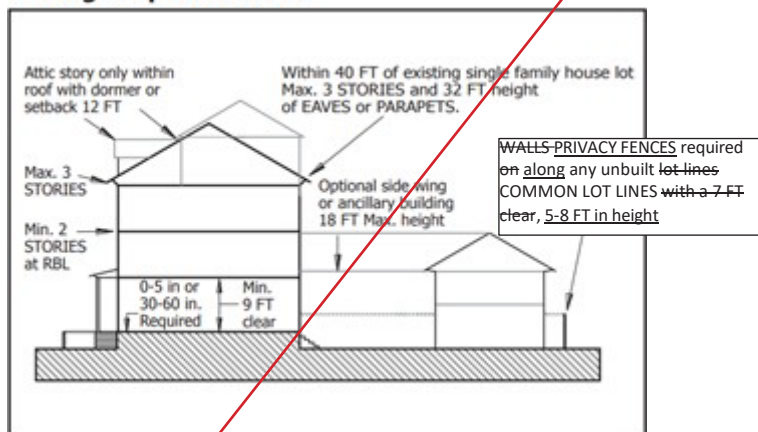 Attic story only within
roof with dormer or
setback 12 FT
Within 40 FT of existing single family house lot
Max. 3 STORIES and 32 FT height
of EAVES or PARAPETS.
WALLS PRIVACY FENCES required
on along any unbuilt lot lines
COMMON LOT LINES with a 7 FT
clear, 5-8 FT in height
Max. 3
STORIES
Optional side wing
or ancillary building
18 FT Max. height
Min. 2
STORIES
at RBL
0-5 in or
30-60 in.
Required
Min.
9 FT
clear